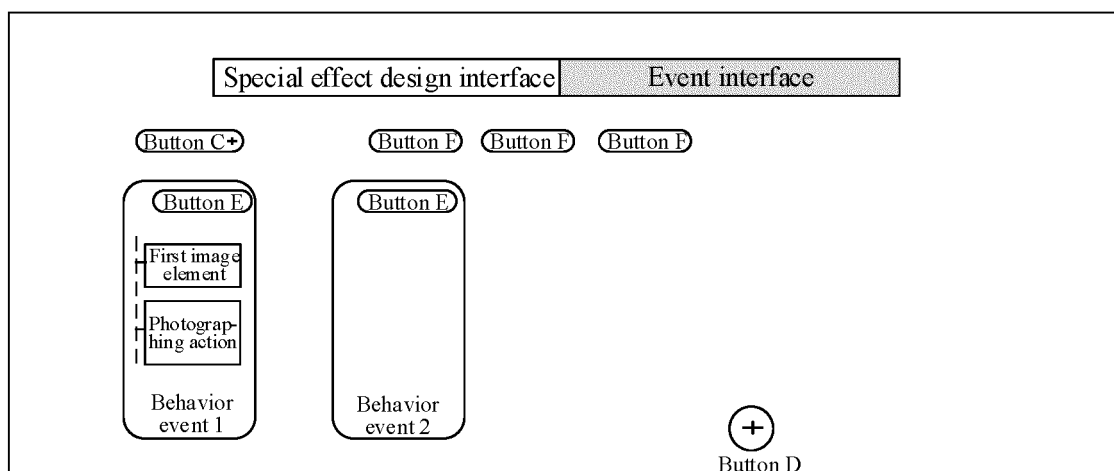 Special effect design interface Event interface
Button C+ Button F Button F Button F
Button E Button E
First image
element
Photograp-
hing action
Behavior
event 1
Behavior
event 2
+
Button D